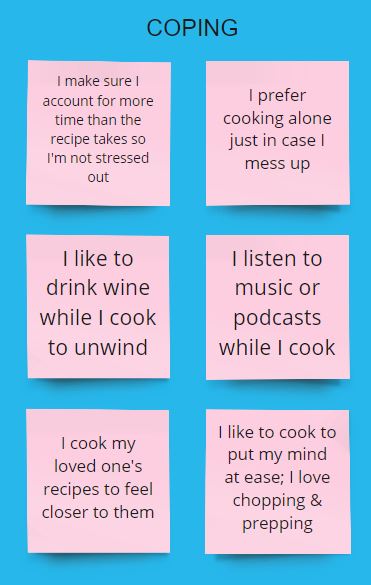 COPING
I make sure I
account for more
time than the
recipe takes so
I'm not stressed
out
I prefer
cooking alone
just in case I
mess up
I like to
drink wine
while I cook
to unwind
I listen to
music or
podcasts
while I cook
I cook my
loved one's
recipes to feel
closer to them
I like to cook to
put my mind
at ease; I love
chopping &
prepping